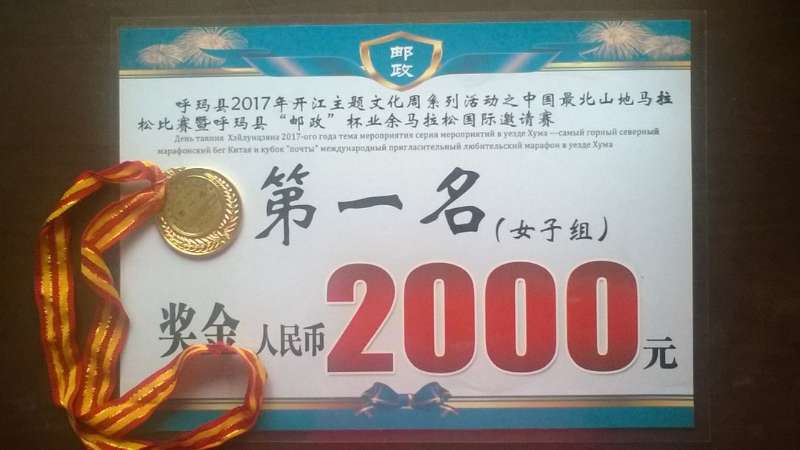 邮
政
呼玛县2017年开江主题文化周系列活动之中国最北山地马拉
松比赛暨呼玛县“邮政”杯业余马拉松国际邀请赛
День таяния Хэйлунцзяна 2017-ого года тема мероприятия серия мероприятий в уезде Хума ---самый горный северный
марафонский бег Китая и кубок "почты" международный пригласительный любительский марафон в уезде Хума
第一名(女子组)
奖金 人民币2000元